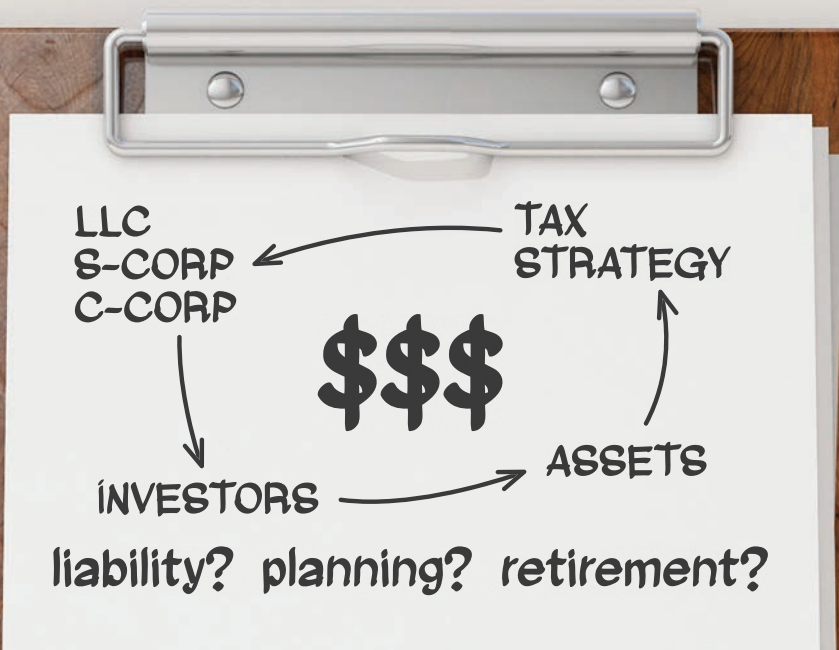 LLC
S-CORP
C-CORP
TAX
STRATEGY
$$$
ASSETS
INVESTORS
liability? planning? retirement?